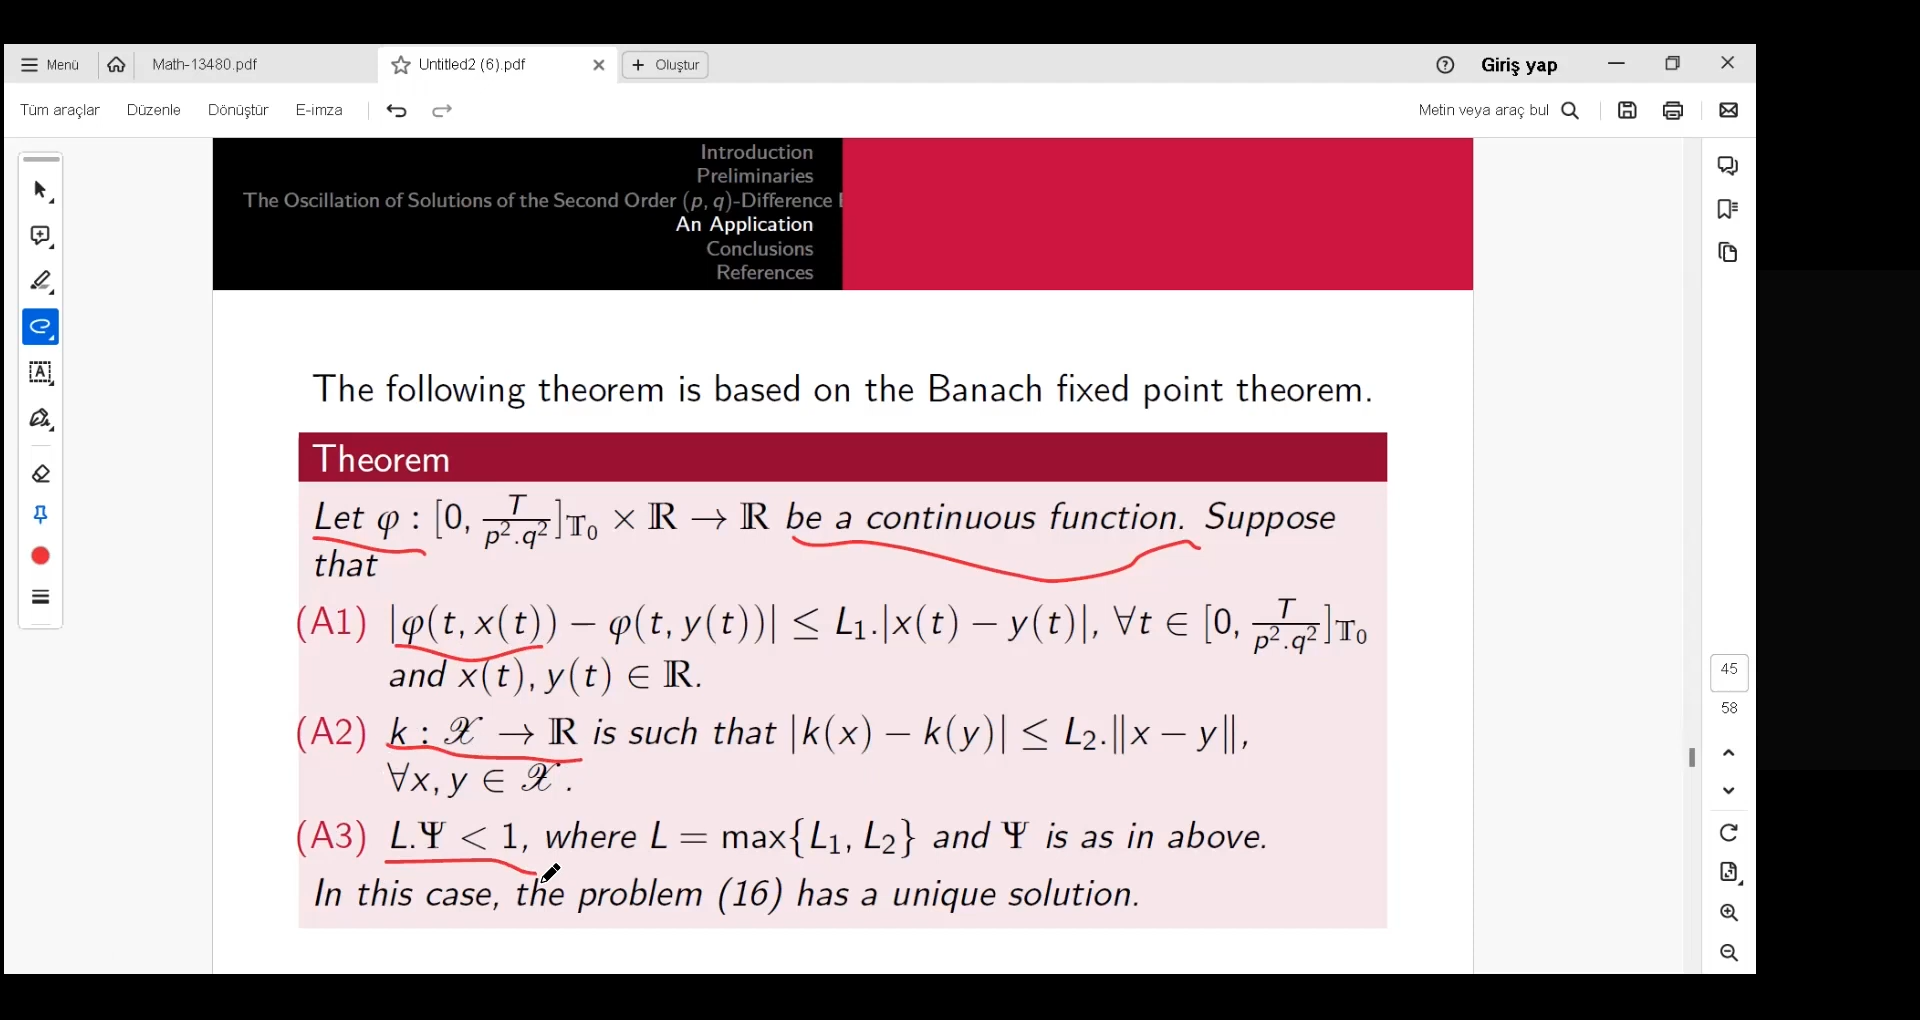 Menü
Math-13480.pdf
Untitled2 (6).pdf
+ Oluştur
Giriş yap
Tüm araçlar Düzenle Dönüştür E-imza
Metin veya araç bul
Introduction
Preliminaries
The Oscillation of Solutions of the Second Order (p, q)-Difference
An Application
Conclusions
References
The following theorem is based on the Banach fixed point theorem.
Theorem
Let φ : [0, T/p².q²]_𝕋₀ × ℝ → ℝ be a continuous function. Suppose
that
(A1) |φ(t, x(t)) − φ(t, y(t))| ≤ L₁.|x(t) − y(t)|, ∀t ∈ [0, T/p².q²]_𝕋₀
and x(t), y(t) ∈ ℝ.
(A2) k : 𝒳 → ℝ is such that |k(x) − k(y)| ≤ L₂.‖x − y‖,
∀x, y ∈ 𝒳.
(A3) L.Ψ < 1, where L = max{L₁, L₂} and Ψ is as in above.
In this case, the problem (16) has a unique solution.
45
58